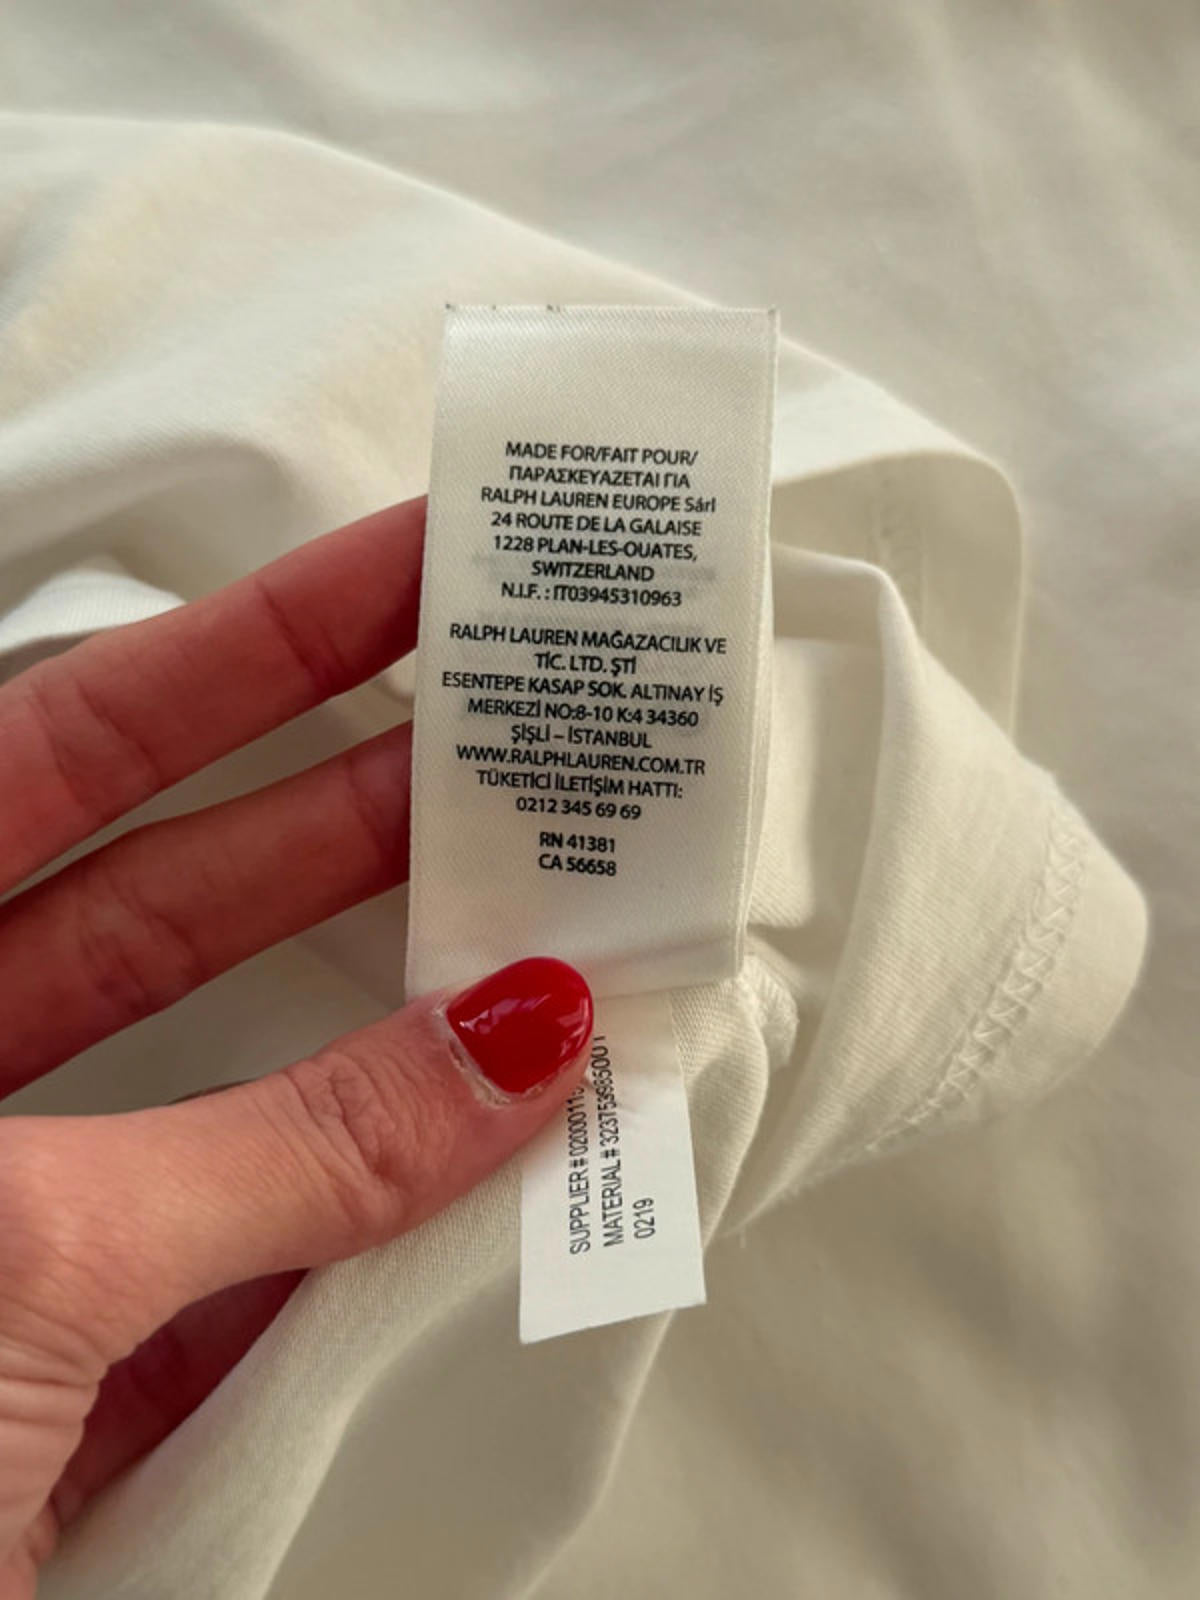 MADE FOR/FAIT POUR/
ΠΑΡΑΣΚΕΥΑΖΕΤΑΙ ΓΙΑ
RALPH LAUREN EUROPE Sárl
24 ROUTE DE LA GALAISE
1228 PLAN-LES-OUATES,
SWITZERLAND
N.I.F. : IT03945310963
RALPH LAUREN MAĞAZACILIK VE
TİC. LTD. ŞTİ
ESENTEPE KASAP SOK. ALTINAY İŞ
MERKEZİ NO:8-10 K:4 34360
ŞİŞLİ – İSTANBUL
WWW.RALPHLAUREN.COM.TR
TÜKETİCİ İLETİŞİM HATTI:
0212 345 69 69
RN 41381
CA 56658
SUPPLIER #
MATERIAL #
0219